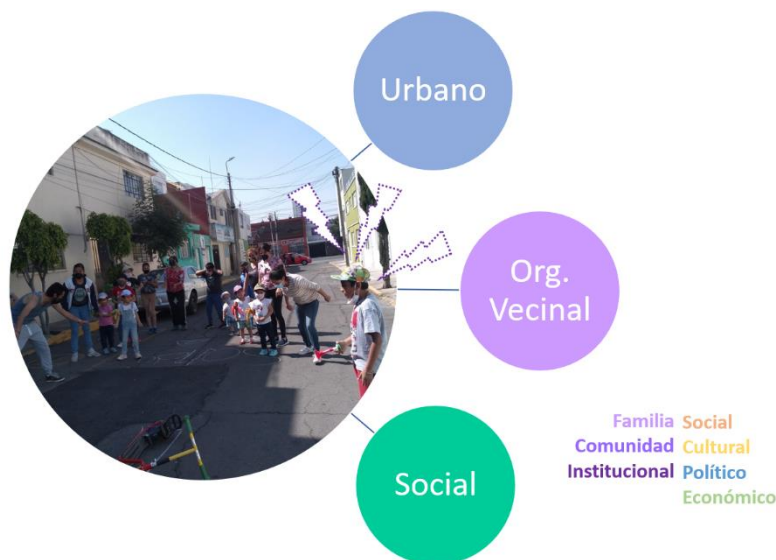 Urbano
Org.
Vecinal
Social
Familia Social
Comunidad Cultural
Institucional Político
Económico